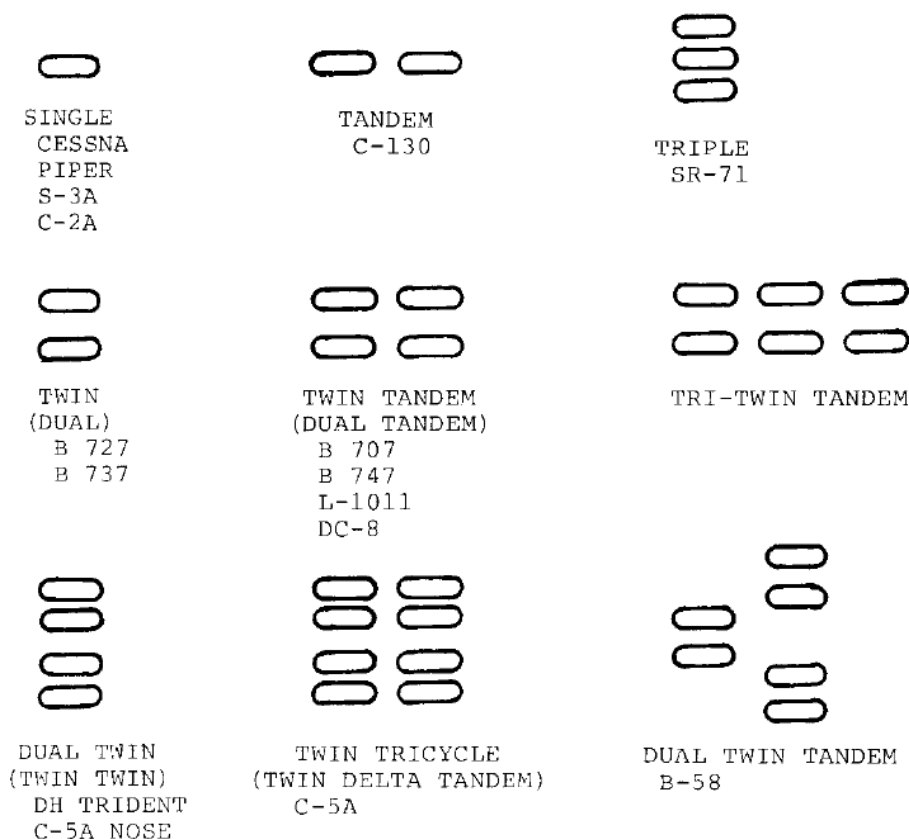 SINGLE
CESSNA
PIPER
S-3A
C-2A
TANDEM
C-130
TRIPLE
SR-71
TWIN
(DUAL)
B 727
B 737
TWIN TANDEM
(DUAL TANDEM)
B 707
B 747
L-1011
DC-8
TRI-TWIN TANDEM
DUAL TWIN
(TWIN TWIN)
DH TRIDENT
C-5A NOSE
TWIN TRICYCLE
(TWIN DELTA TANDEM)
C-5A
DUAL TWIN TANDEM
B-58